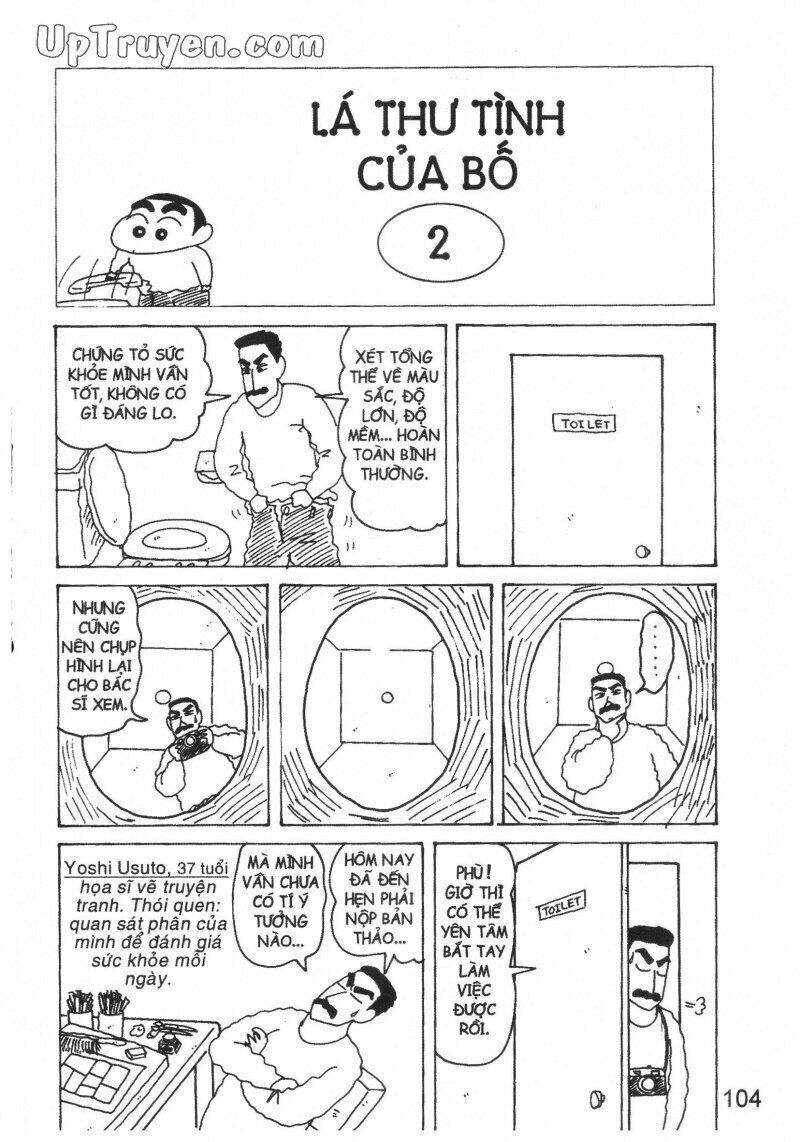 UpTruyen.com
LÁ THƯ TÌNH
CỦA BỐ
2
TOILET
XÉT TỔNG
THỂ VỀ MÀU
SẮC, ĐỘ
LỚN, ĐỘ
MỀM... HOÀN
TOÀN BÌNH
THƯỜNG.
CHỨNG TỎ SỨC
KHỎE MÌNH VẪN
TỐT, KHÔNG CÓ
GÌ ĐÁNG LO.
......
NHƯNG
CŨNG
NÊN CHỤP
HÌNH LẠI
CHO BÁC
SĨ XEM.
PHÙ!
GIỜ THÌ
CÓ THỂ
YÊN TÂM
BẮT TAY
LÀM
VIỆC
ĐƯỢC
RỒI.
TOILET
HÔM NAY
ĐÃ ĐẾN
HẸN PHẢI
NỘP BẢN
THẢO...
MÀ MÌNH
VẪN CHƯA
CÓ TÍ Ý
TƯỞNG
NÀO...
Yoshi Usuto, 37 tuổi
họa sĩ vẽ truyện
tranh. Thói quen:
quan sát phân của
mình để đánh giá
sức khỏe mỗi
ngày.
104